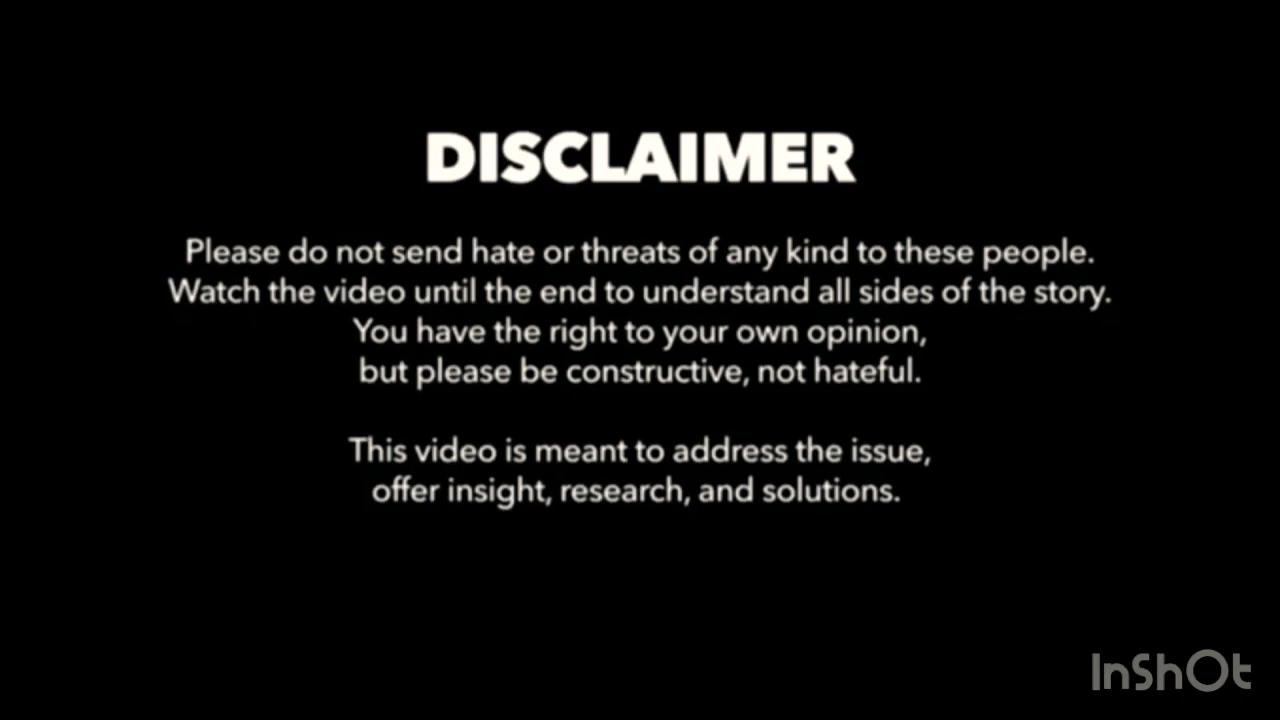 DISCLAIMER
Please do not send hate or threats of any kind to these people.
Watch the video until the end to understand all sides of the story.
You have the right to your own opinion,
but please be constructive, not hateful.
This video is meant to address the issue,
offer insight, research, and solutions.
InShOt